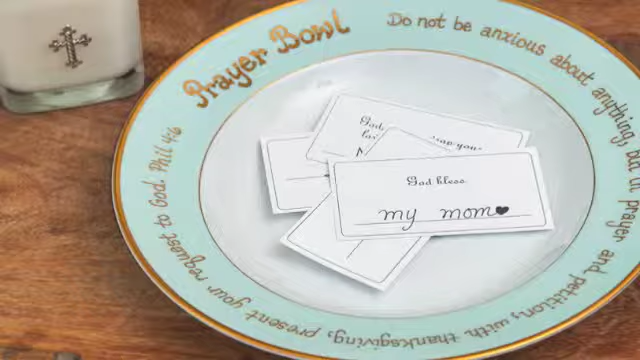 Prayer Bowl
Do not be anxious about anything, but in prayer and petition, with thanksgiving, present your request to God. Phil 4:6
God bless
my mom♥
God